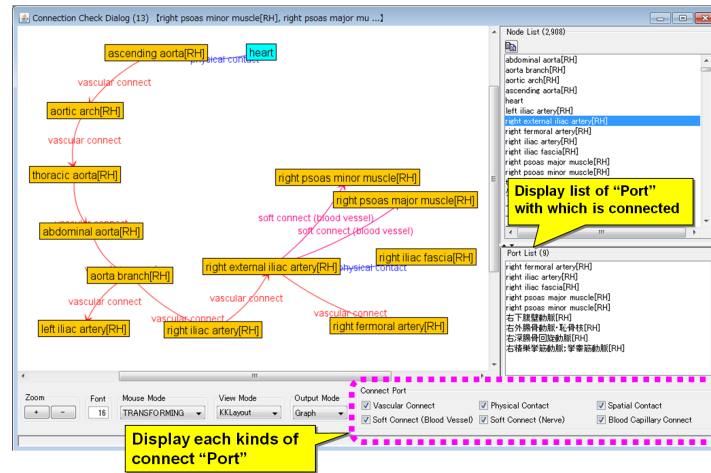 Connection Check Dialog (13) 【right psoas minor muscle[RH], right psoas major mu ...】
ascending aorta[RH]
heart
physical contact
vascular connect
aortic arch[RH]
vascular connect
thoracic aorta[RH]
vascular connect
abdominal aorta[RH]
aorta branch[RH]
vascular connect
vascular connect
left iliac artery[RH]
right iliac artery[RH]
right psoas minor muscle[RH]
right psoas major muscle[RH]
soft connect (blood vessel)
soft connect (blood vessel)
right iliac fascia[RH]
right external iliac artery[RH]
physical contact
vascular connect
vascular connect
right fermoral artery[RH]
Node List (2,908)
abdominal aorta[RH]
aorta branch[RH]
aortic arch[RH]
ascending aorta[RH]
heart
left iliac artery[RH]
right external iliac artery[RH]
right fermoral artery[RH]
right iliac artery[RH]
right iliac fascia[RH]
right psoas major muscle[RH]
right psoas minor muscle[RH]
Display list of "Port"
with which is connected
Port List (9)
right fermoral artery[RH]
right iliac artery[RH]
right iliac fascia[RH]
right psoas major muscle[RH]
right psoas minor muscle[RH]
右下腹壁動脈[RH]
右外腸骨動脈・恥骨枝[RH]
右深腸骨回旋動脈[RH]
右精巣挙筋動脈;挙睾筋動脈[RH]
Zoom
+
-
Font
16
Mouse Mode
TRANSFORMING
View Mode
KKLayout
Output Mode
Graph
Connect Port
Vascular Connect
Physical Contact
Spatial Contact
Soft Connect (Blood Vessel)
Soft Connect (Nerve)
Blood Capillary Connect
Display each kinds of
connect "Port"